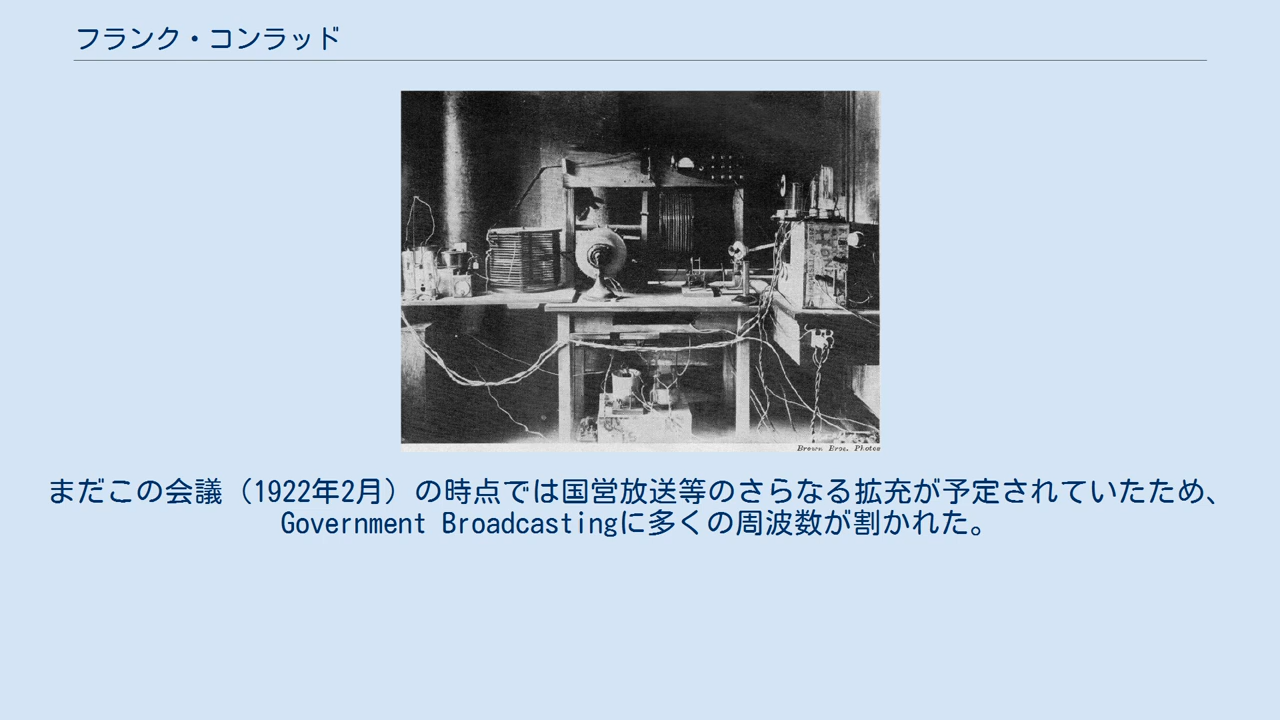 フランク・コンラッド
Brown Bros. Photos
まだこの会議（1922年2月）の時点では国営放送等のさらなる拡充が予定されていたため、
Government Broadcastingに多くの周波数が割かれた。